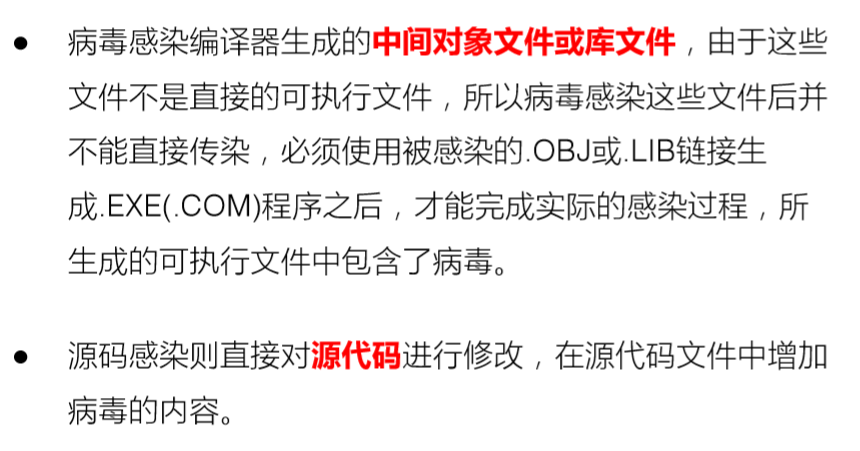 ● 病毒感染编译器生成的中间对象文件或库文件，由于这些
文件不是直接的可执行文件，所以病毒感染这些文件后并
不能直接传染，必须使用被感染的.OBJ或.LIB链接生
成.EXE(.COM)程序之后，才能完成实际的感染过程，所
生成的可执行文件中包含了病毒。
● 源码感染则直接对源代码进行修改，在源代码文件中增加
病毒的内容。